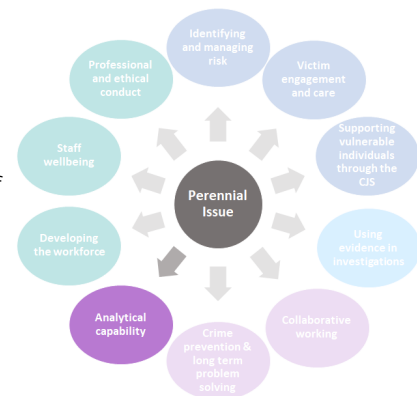 Identifying
and managing
risk
Professional
and ethical
conduct
Victim
engagement
and care
Staff
wellbeing
Supporting
vulnerable
individuals
through the
CJS
Perennial
Issue
Developing
the workforce
Using
evidence in
investigations
Analytical
capability
Collaborative
working
Crime
prevention &
long term
problem
solving